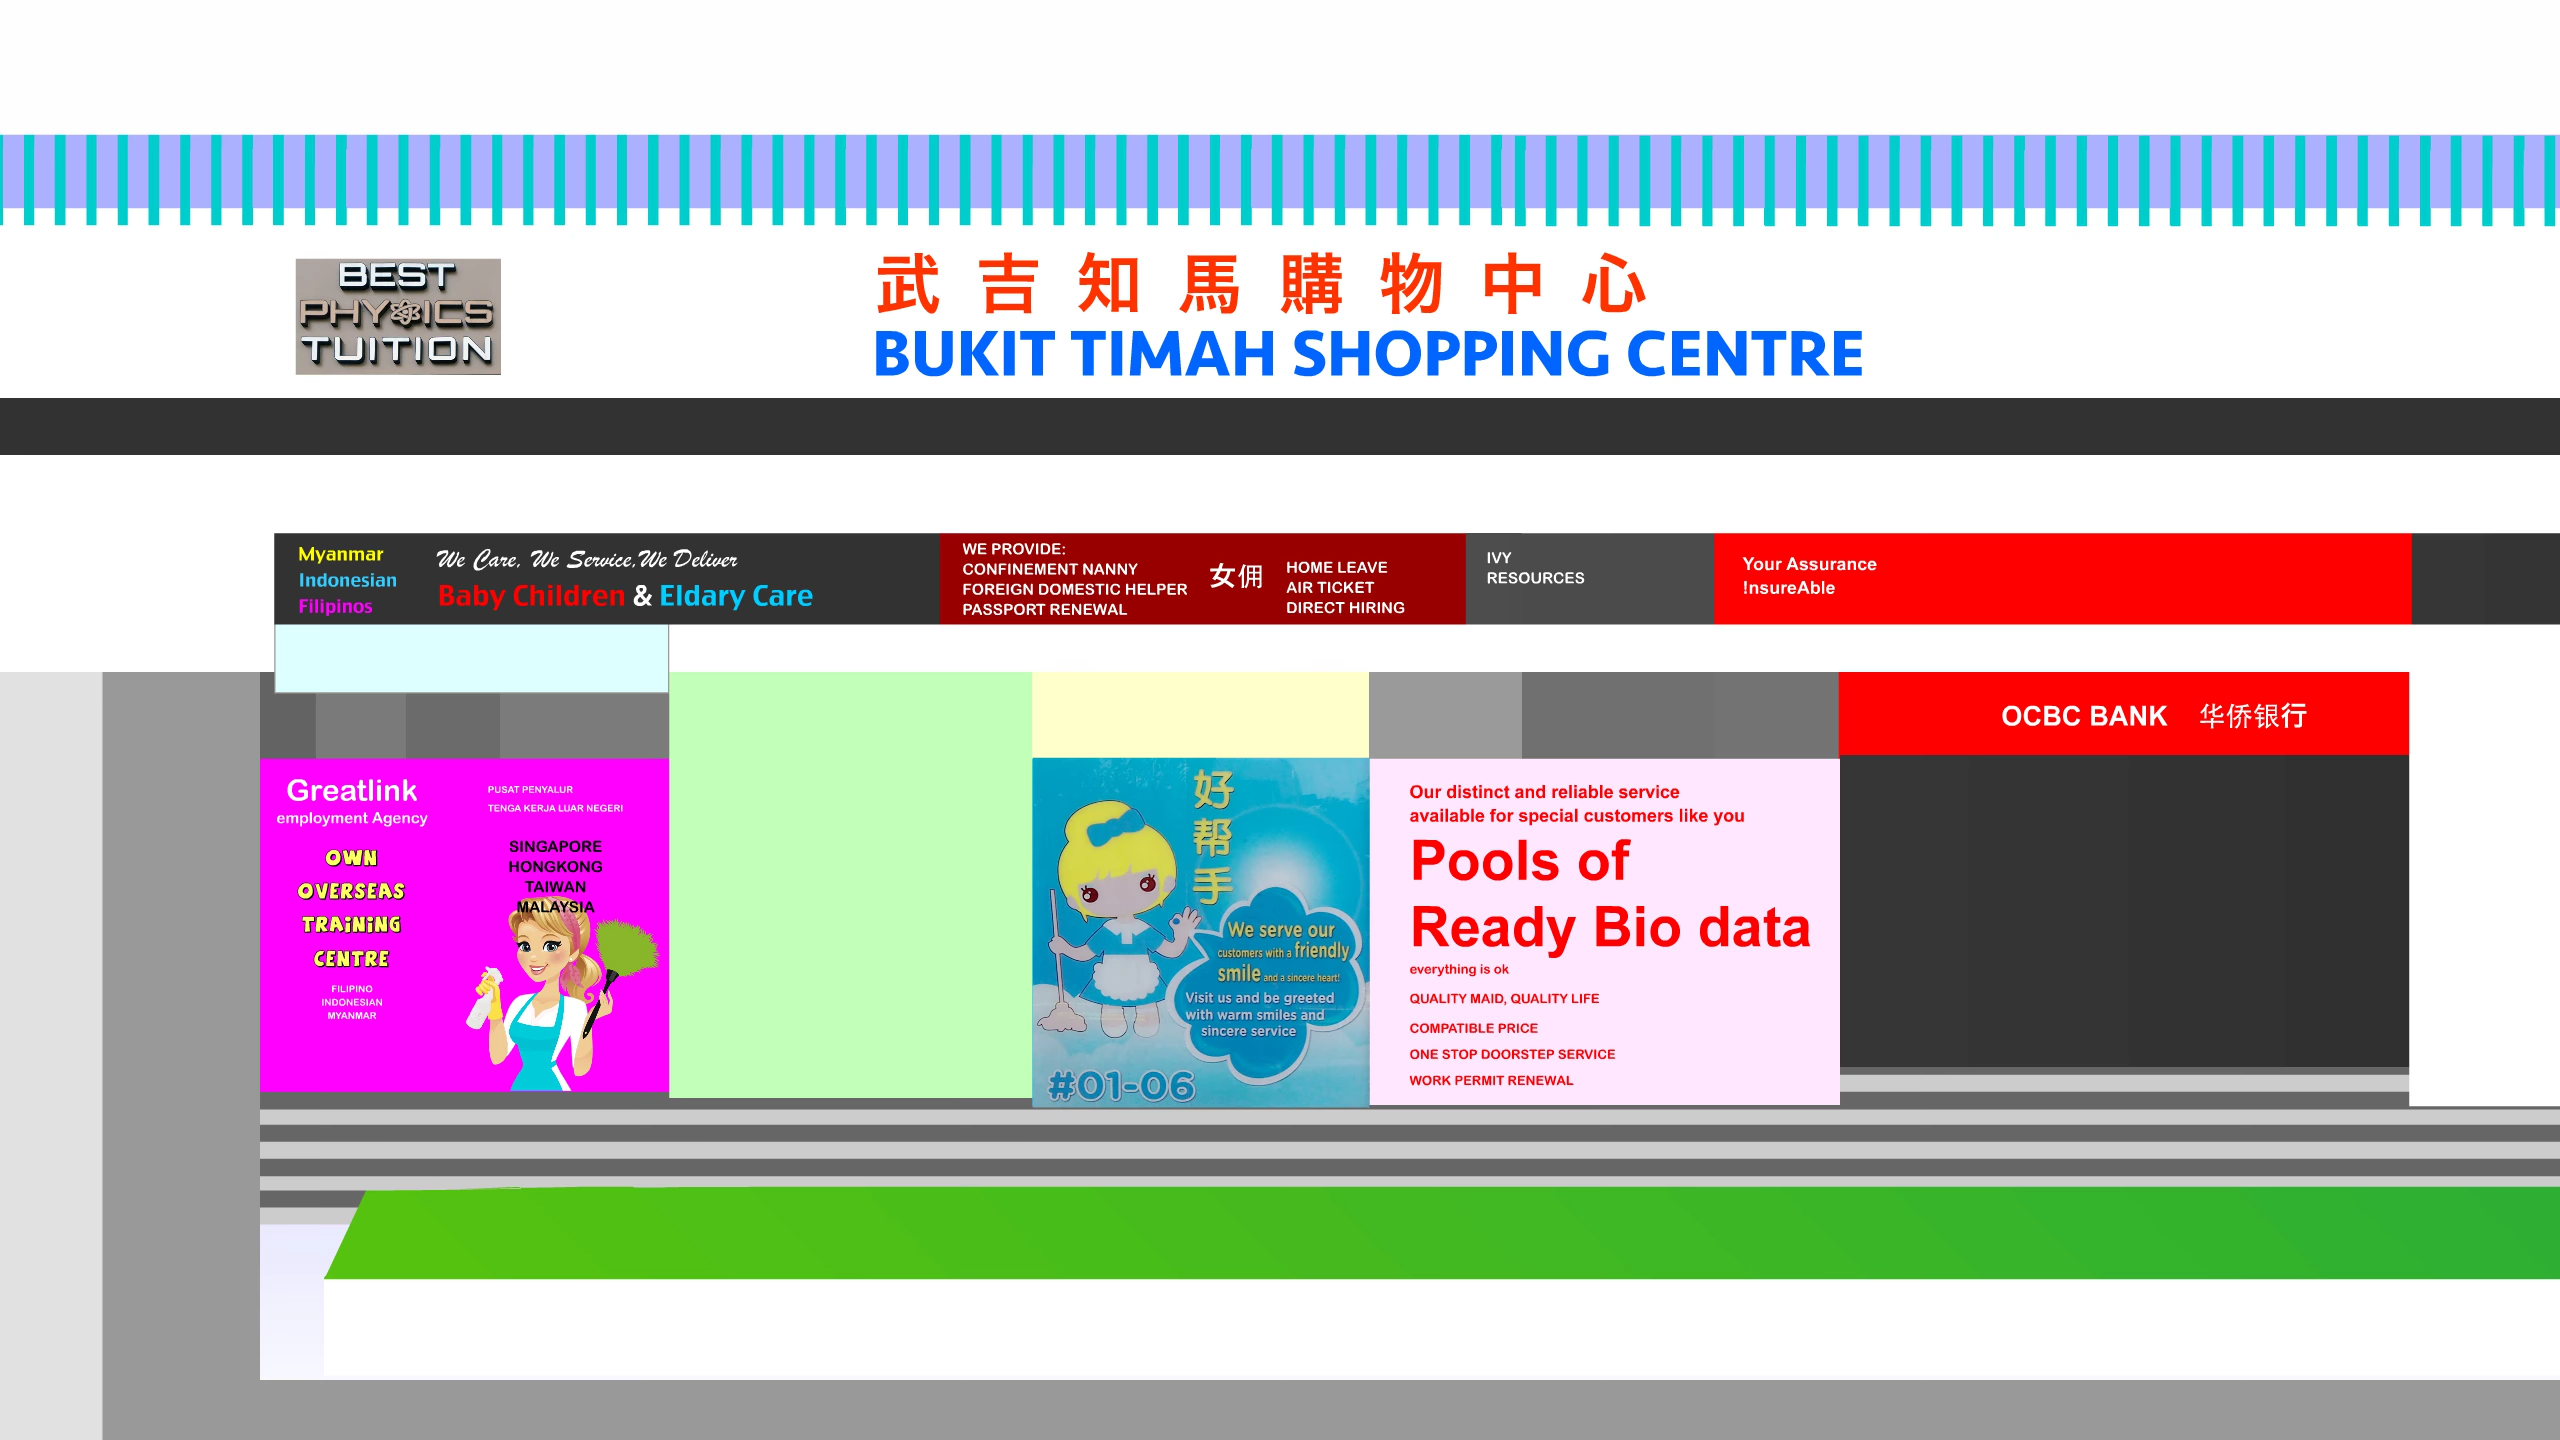 BEST
PHYSICS
TUITION
武吉知馬購物中心
BUKIT TIMAH SHOPPING CENTRE
Myanmar
Indonesian
Filipinos
We Care, We Service,We Deliver
Baby Children & Eldary Care
WE PROVIDE:
CONFINEMENT NANNY
FOREIGN DOMESTIC HELPER
PASSPORT RENEWAL
女佣
HOME LEAVE
AIR TICKET
DIRECT HIRING
IVY
RESOURCES
Your Assurance
!nsureAble
OCBC BANK 华侨银行
Greatlink
employment Agency
OWN
OVERSEAS
TRAiNiNG
CENTRE
FILIPINO
INDONESIAN
MYANMAR
PUSAT PENYALUR
TENGA KERJA LUAR NEGERI
SINGAPORE
HONGKONG
TAIWAN
MALAYSIA
好
帮
手
We serve our
customers with a friendly
smile and a sincere heart!
Visit us and be greeted
with warm smiles and
sincere service
#01-06
Our distinct and reliable service
available for special customers like you
Pools of
Ready Bio data
everything is ok
QUALITY MAID, QUALITY LIFE
COMPATIBLE PRICE
ONE STOP DOORSTEP SERVICE
WORK PERMIT RENEWAL